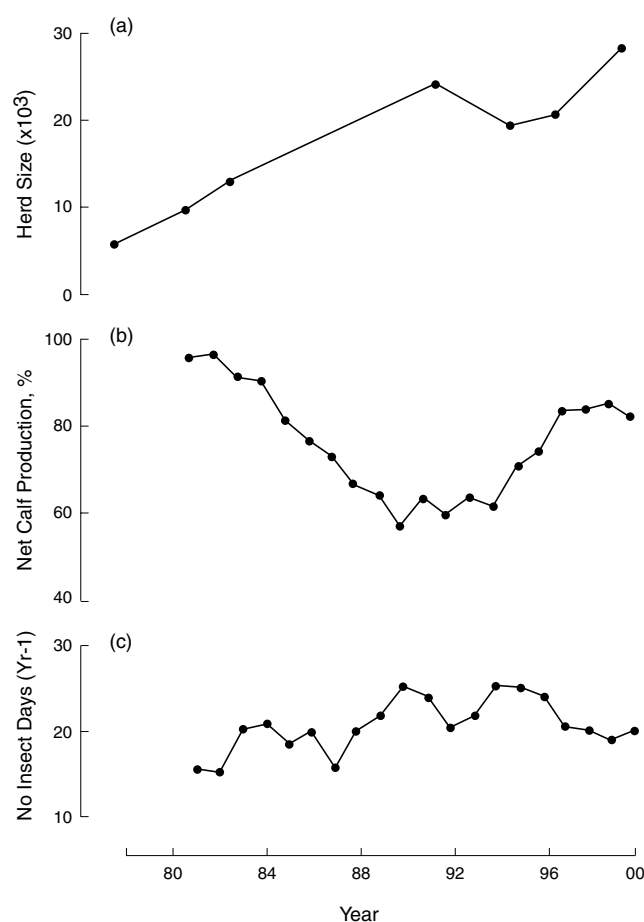 (a)
30
20
10
0
Herd Size (x10³)
(b)
100
80
60
40
Net Calf Production, %
(c)
30
20
10
No Insect Days (Yr-1)
80 84 88 92 96 00
Year